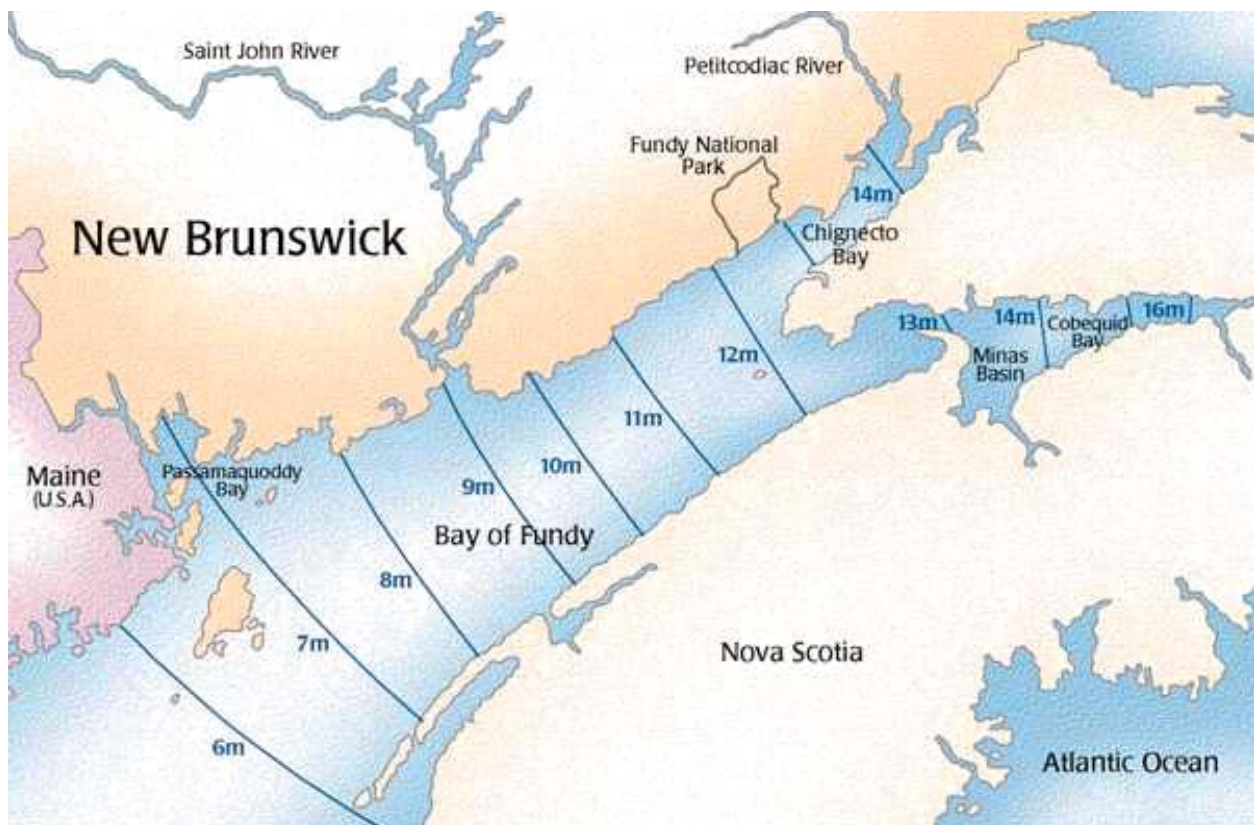 Saint John River
Petitcodiac River
Fundy National
Park
14m
New Brunswick
Chignecto
Bay
13m
14m
16m
Cobequid
Bay
Minas
Basin
12m
11m
10m
9m
Maine
(U.S.A.)
Passamaquoddy
Bay
Bay of Fundy
8m
7m
6m
Nova Scotia
Atlantic Ocean